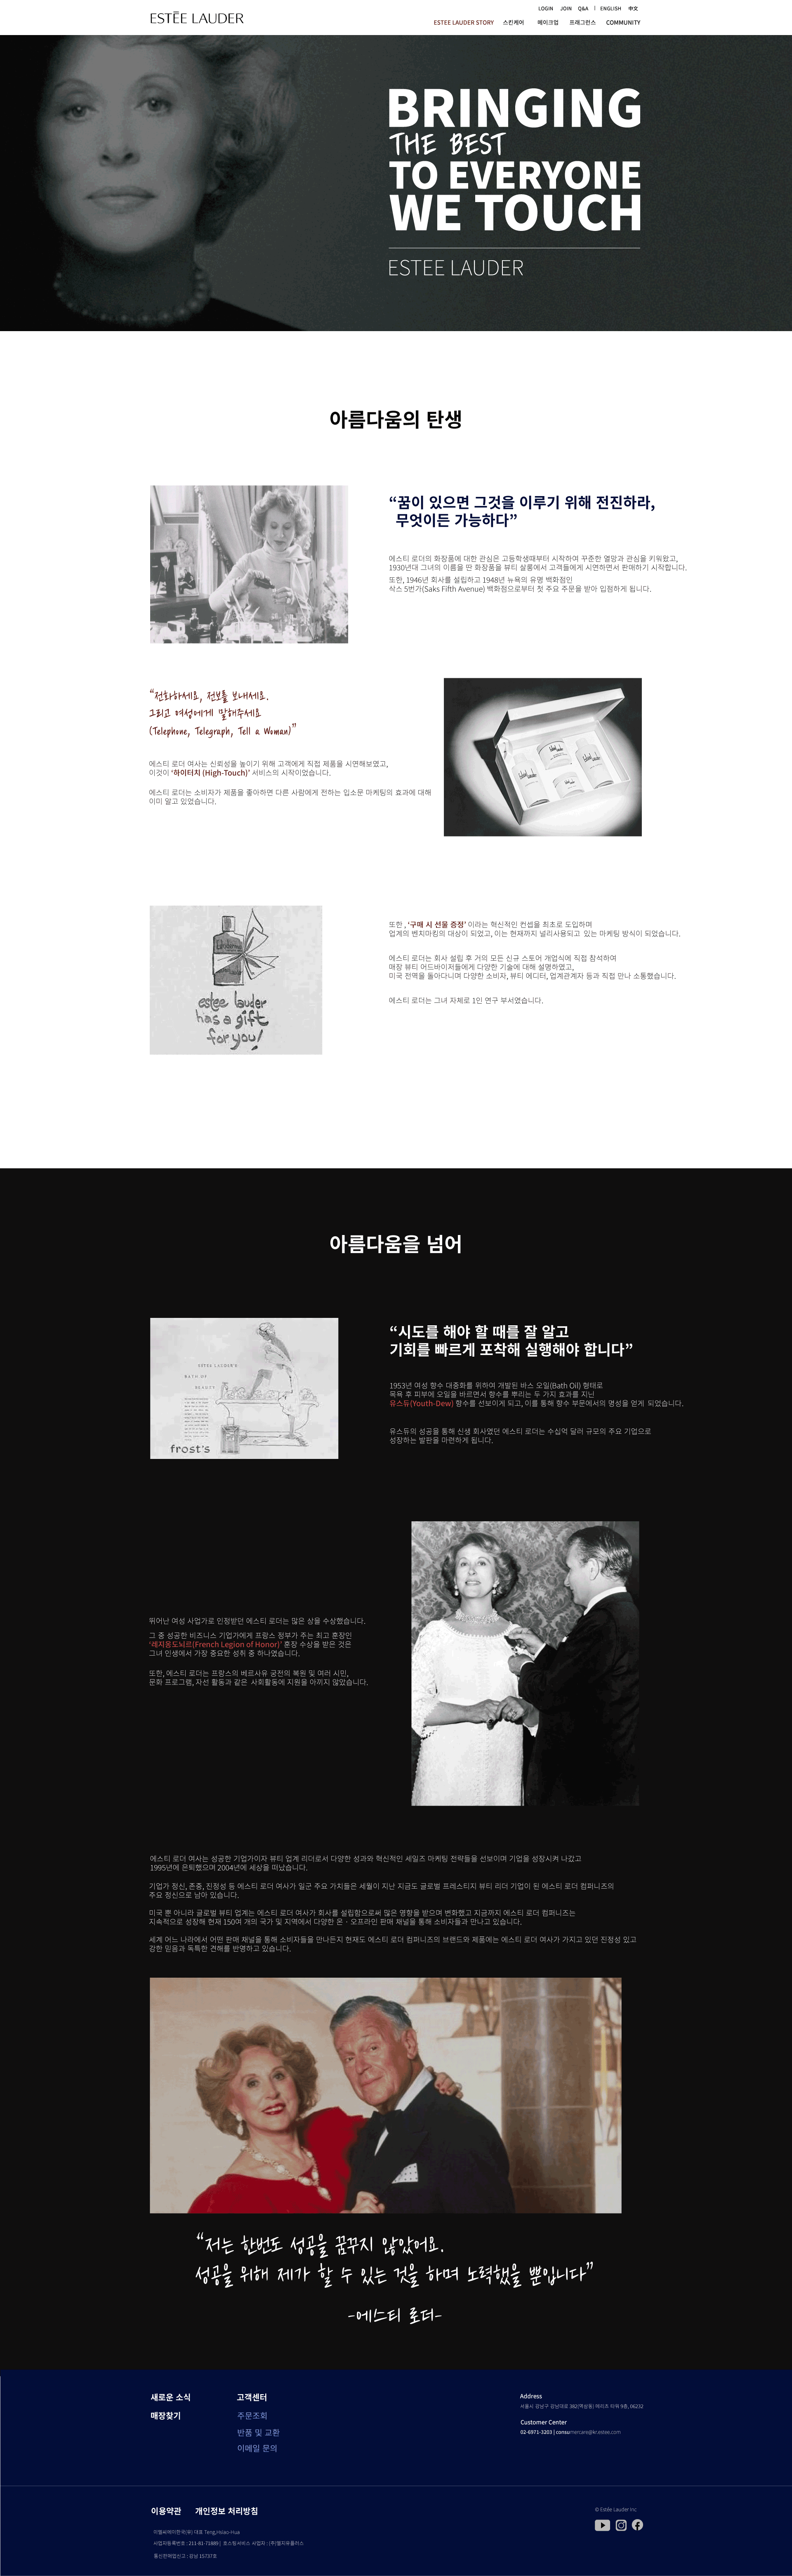 ESTĒE LAUDER
LOGIN JOIN Q&A | ENGLISH 中文
ESTEE LAUDER STORY 스킨케어 메이크업 프래그런스 COMMUNITY
BRINGING
THE BEST
TO EVERYONE
WE TOUCH
ESTEE LAUDER
아름다움의 탄생
“꿈이 있으면 그것을 이루기 위해 전진하라,
무엇이든 가능하다”
에스티 로더의 화장품에 대한 관심은 고등학생때부터 시작하여 꾸준한 열망과 관심을 키워왔고,
1930년대 그녀의 이름을 딴 화장품을 뷰티 살롱에서 고객들에게 시연하면서 판매하기 시작합니다.
또한, 1946년 회사를 설립하고 1948년 뉴욕의 유명 백화점인
삭스 5번가(Saks Fifth Avenue) 백화점으로부터 첫 주요 주문을 받아 입점하게 됩니다.
“전화하세요, 전보를 보내세요.
그리고 여성에게 말해주세요
(Telephone, Telegraph, Tell a Woman)”
에스티 로더 여사는 신뢰성을 높이기 위해 고객에게 직접 제품을 시연해보였고,
이것이 ‘하이터치 (High-Touch)’ 서비스의 시작이었습니다.
에스티 로더는 소비자가 제품을 좋아하면 다른 사람에게 전하는 입소문 마케팅의 효과에 대해
이미 알고 있었습니다.
estee lauder
has a gift
for you!
또한 , ‘구매 시 선물 증정’ 이라는 혁신적인 컨셉을 최초로 도입하며
업계의 벤치마킹의 대상이 되었고, 이는 현재까지 널리사용되고 있는 마케팅 방식이 되었습니다.
에스티 로더는 회사 설립 후 거의 모든 신규 스토어 개업식에 직접 참석하여
매장 뷰티 어드바이저들에게 다양한 기술에 대해 설명하였고,
미국 전역을 돌아다니며 다양한 소비자, 뷰티 에디터, 업계관계자 등과 직접 만나 소통했습니다.
에스티 로더는 그녀 자체로 1인 연구 부서였습니다.
아름다움을 넘어
ESTEE LAUDER'S
BATH OF
BEAUTY
frost's
“시도를 해야 할 때를 잘 알고
기회를 빠르게 포착해 실행해야 합니다”
1953년 여성 향수 대중화를 위하여 개발된 바스 오일(Bath Oil) 형태로
목욕 후 피부에 오일을 바르면서 향수를 뿌리는 두 가지 효과를 지닌
유스듀(Youth-Dew) 향수를 선보이게 되고, 이를 통해 향수 부문에서의 명성을 얻게 되었습니다.
유스듀의 성공을 통해 신생 회사였던 에스티 로더는 수십억 달러 규모의 주요 기업으로
성장하는 발판을 마련하게 됩니다.
뛰어난 여성 사업가로 인정받던 에스티 로더는 많은 상을 수상했습니다.
그 중 성공한 비즈니스 기업가에게 프랑스 정부가 주는 최고 훈장인
‘레지옹도뇌르(French Legion of Honor)’ 훈장 수상을 받은 것은
그녀 인생에서 가장 중요한 성취 중 하나였습니다.
또한, 에스티 로더는 프랑스의 베르사유 궁전의 복원 및 여러 시민,
문화 프로그램, 자선 활동과 같은 사회활동에 지원을 아끼지 않았습니다.
에스티 로더 여사는 성공한 기업가이자 뷰티 업계 리더로서 다양한 성과와 혁신적인 세일즈 마케팅 전략들을 선보이며 기업을 성장시켜 나갔고
1995년에 은퇴했으며 2004년에 세상을 떠났습니다.
기업가 정신, 존중, 진정성 등 에스티 로더 여사가 일군 주요 가치들은 세월이 지난 지금도 글로벌 프레스티지 뷰티 리더 기업이 된 에스티 로더 컴퍼니즈의
주요 정신으로 남아 있습니다.
미국 뿐 아니라 글로벌 뷰티 업계는 에스티 로더 여사가 회사를 설립함으로써 많은 영향을 받으며 변화했고 지금까지 에스티 로더 컴퍼니즈는
지속적으로 성장해 현재 150여 개의 국가 및 지역에서 다양한 온 · 오프라인 판매 채널을 통해 소비자들과 만나고 있습니다.
세계 어느 나라에서 어떤 판매 채널을 통해 소비자들을 만나든지 현재도 에스티 로더 컴퍼니즈의 브랜드와 제품에는 에스티 로더 여사가 가지고 있던 진정성 있고
강한 믿음과 독특한 견해를 반영하고 있습니다.
“저는 한번도 성공을 꿈꾸지 않았어요.
성공을 위해 제가 할 수 있는 것을 하며 노력했을 뿐입니다”
-에스티 로더-
새로운 소식 고객센터
매장찾기 주문조회
반품 및 교환
이메일 문의
Address
서울시 강남구 강남대로 382(역삼동) 메리츠 타워 9층, 06232
Customer Center
02-6971-3203 | consumercare@kr.estee.com
이용약관 개인정보 처리방침
이엘씨에이한국(유) 대표 Teng,Hsiao-Hua
사업자등록번호 : 211-81-71669 | 호스팅서비스 사업자 : (주)엘지유플러스
통신판매업신고 : 강남 15737호
© Estée Lauder Inc